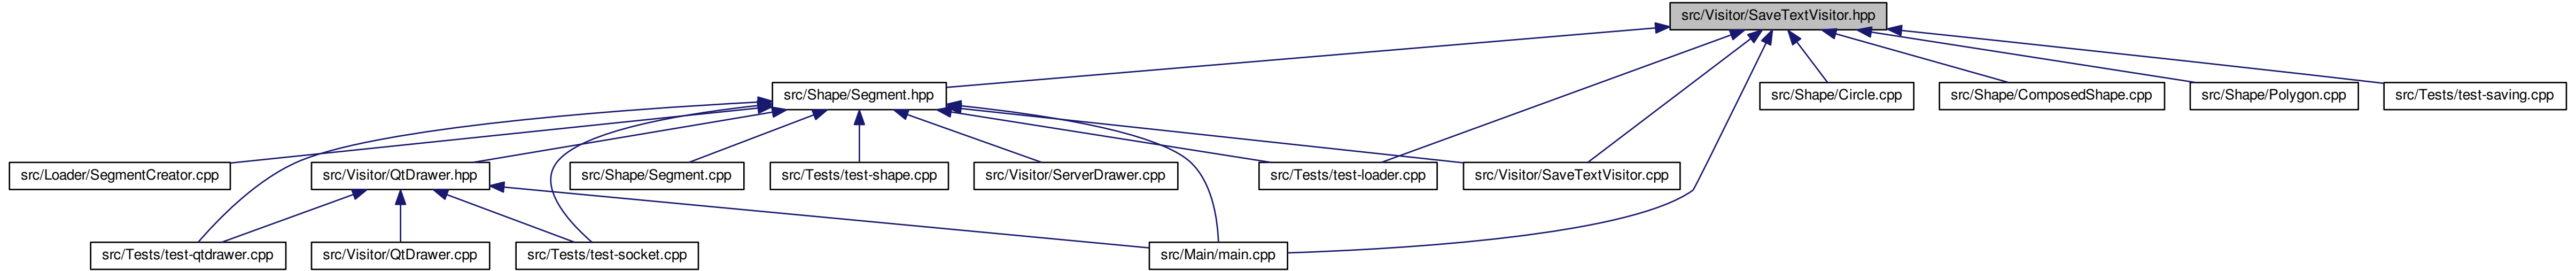 src/Visitor/SaveTextVisitor.hpp
src/Shape/Segment.hpp
src/Shape/Circle.cpp
src/Shape/ComposedShape.cpp
src/Shape/Polygon.cpp
src/Tests/test-saving.cpp
src/Loader/SegmentCreator.cpp
src/Visitor/QtDrawer.hpp
src/Shape/Segment.cpp
src/Tests/test-shape.cpp
src/Visitor/ServerDrawer.cpp
src/Tests/test-loader.cpp
src/Visitor/SaveTextVisitor.cpp
src/Tests/test-qtdrawer.cpp
src/Visitor/QtDrawer.cpp
src/Tests/test-socket.cpp
src/Main/main.cpp